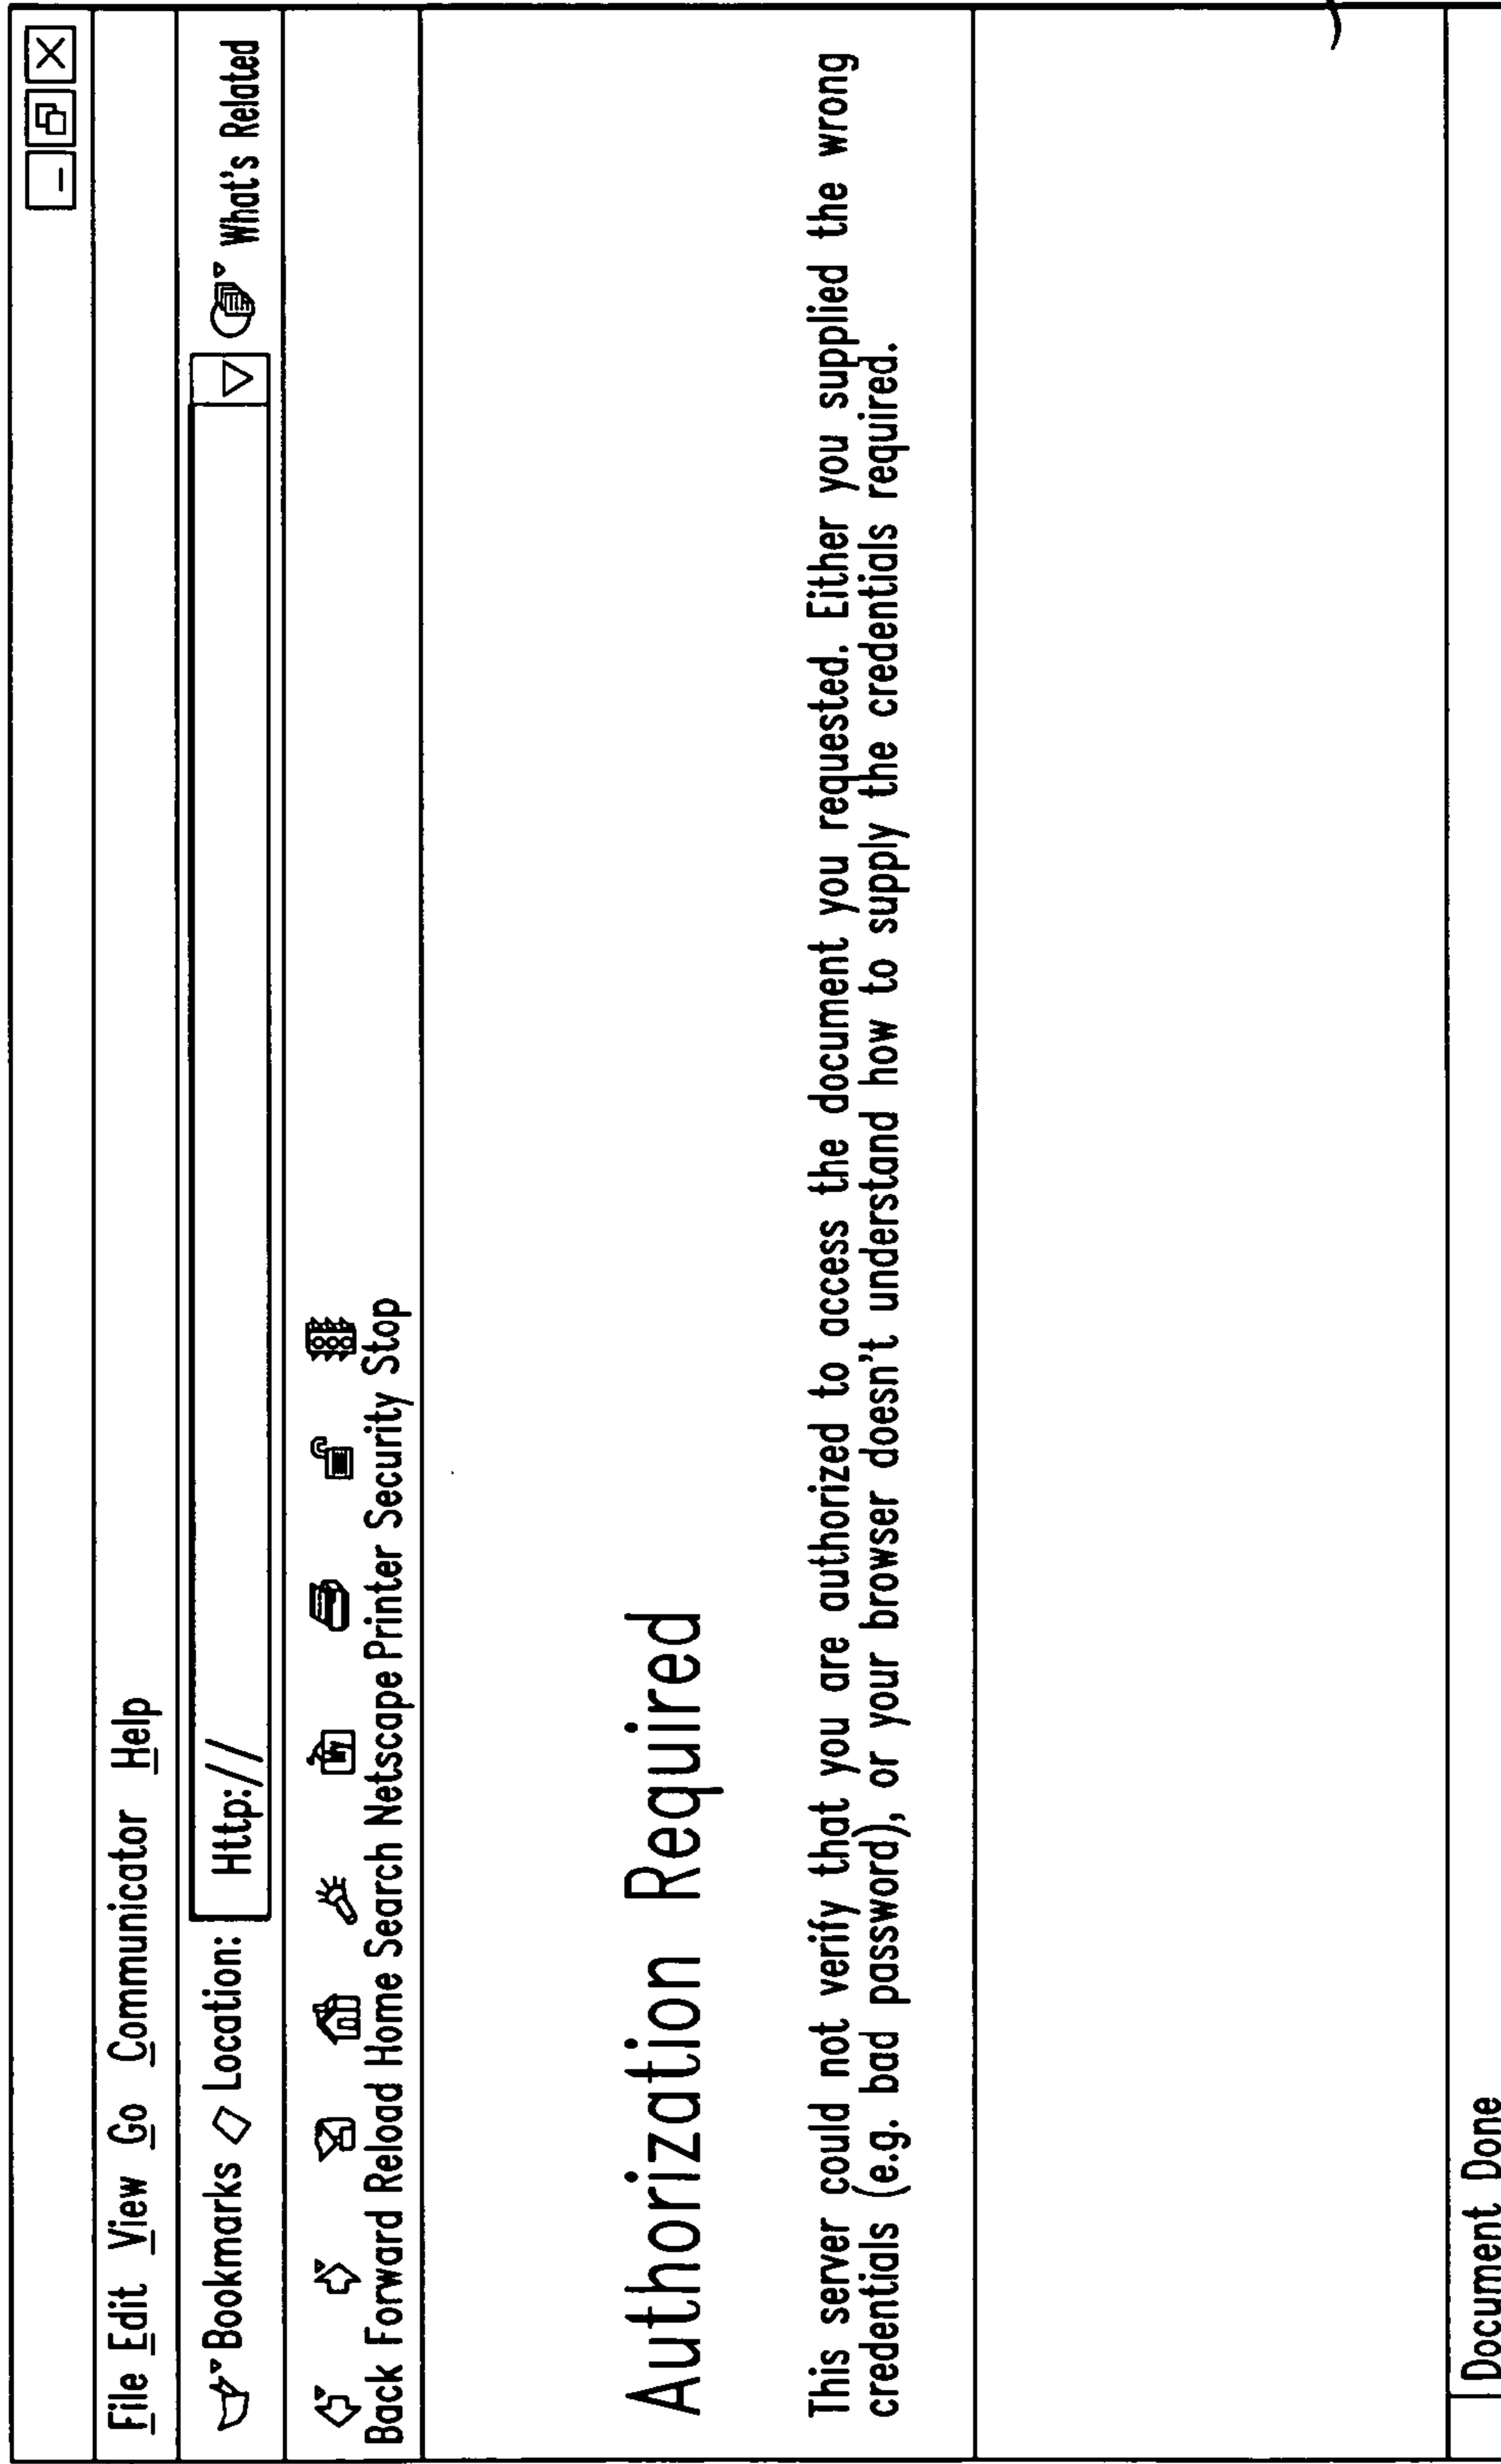 File Edit View Go Communicator Help
Bookmarks Location: Http:// What's Related
Back Forward Reload Home Search Netscape Printer Security Stop
Authorization Required
This server could not verify that you are authorized to access the document you requested. Either you supplied the wrong
credentials (e.g. bad password), or your browser doesn't understand how to supply the credentials required.
Document Done